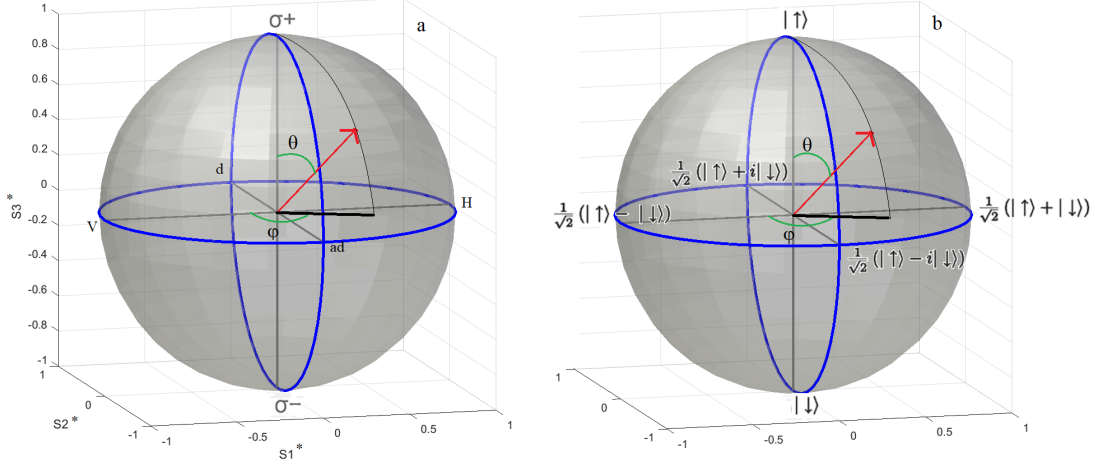 a
σ+
1
0.8
0.6
0.4
0.2
0
-0.2
-0.4
-0.6
-0.8
-1
S3*
θ
d
H
V
φ
ad
σ−
1
0
-1
S2*
-1
-0.5
0
0.5
1
S1*
b
|↑⟩
θ
1/√2 (|↑⟩ + i|↓⟩)
1/√2 (|↑⟩ − |↓⟩)
1/√2 (|↑⟩ + |↓⟩)
φ
1/√2 (|↑⟩ − i|↓⟩)
|↓⟩
1
0
-1
-1
-0.5
0
0.5
1